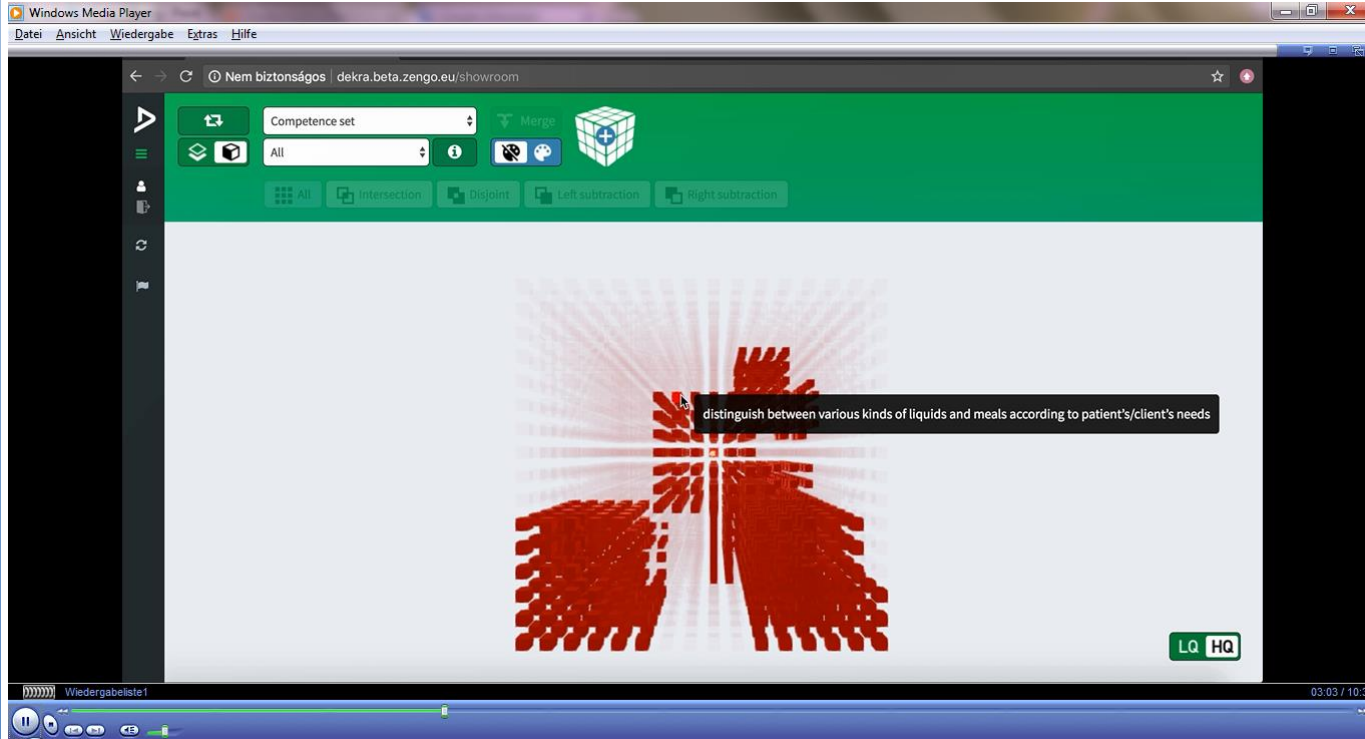 Windows Media Player
Datei Ansicht Wiedergabe Extras Hilfe
Nem biztonságos | dekra.beta.zengo.eu/showroom
Competence set
Merge
All
All
Intersection
Disjoint
Left subtraction
Right subtraction
distinguish between various kinds of liquids and meals according to patient's/client's needs
LQ HQ
Wiedergabeliste1
03:03 / 10:3